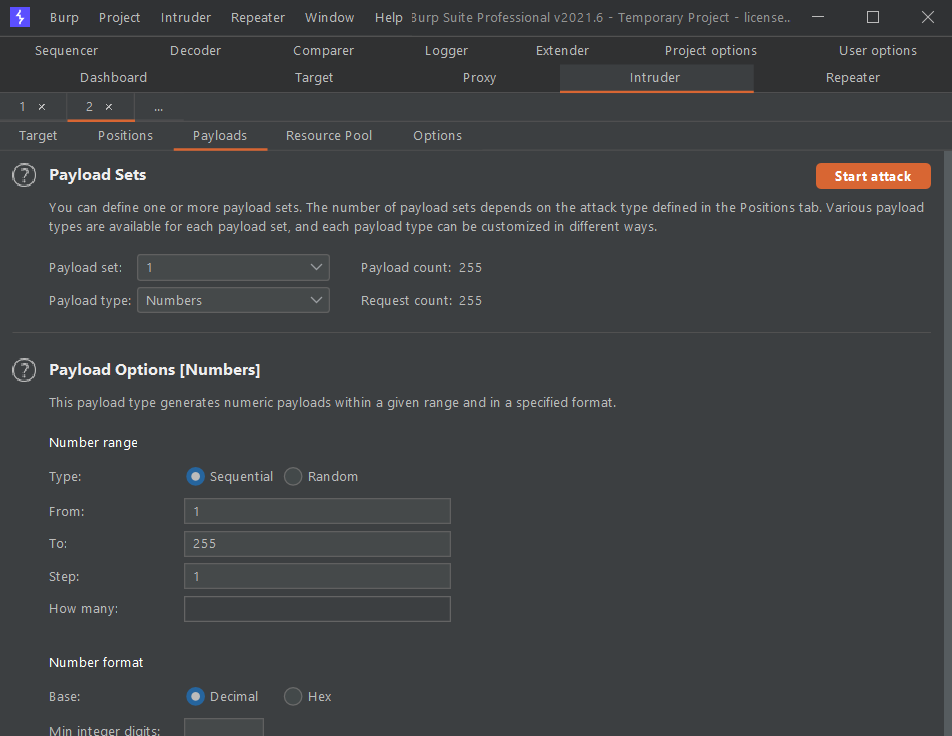 Burp Project Intruder Repeater Window Help Burp Suite Professional v2021.6 - Temporary Project - license..
Sequencer Decoder Comparer Logger Extender Project options User options
Dashboard Target Proxy Intruder Repeater
1 × 2 × ...
Target Positions Payloads Resource Pool Options
? Payload Sets Start attack
You can define one or more payload sets. The number of payload sets depends on the attack type defined in the Positions tab. Various payload
types are available for each payload set, and each payload type can be customized in different ways.
Payload set: 1 Payload count: 255
Payload type: Numbers Request count: 255
? Payload Options [Numbers]
This payload type generates numeric payloads within a given range and in a specified format.
Number range
Type: Sequential Random
From: 1
To: 255
Step: 1
How many:
Number format
Base: Decimal Hex
Min integer digits: